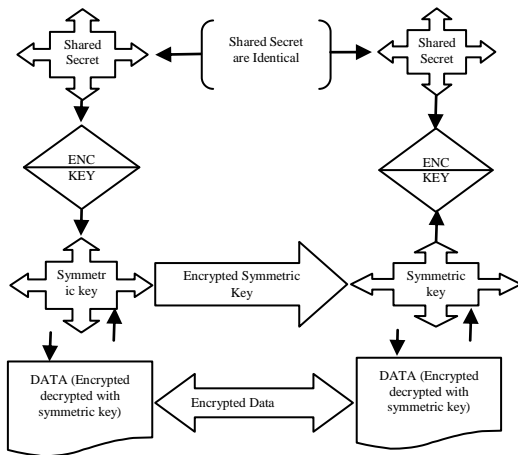 Shared
Secret
Shared Secret
are Identical
Shared
Secret
ENC
KEY
ENC
KEY
Symmetr
ic key
Encrypted Symmetric
Key
Symmetric
key
DATA (Encrypted
decrypted with
symmetric key)
Encrypted Data
DATA (Encrypted
decrypted with
symmetric key)